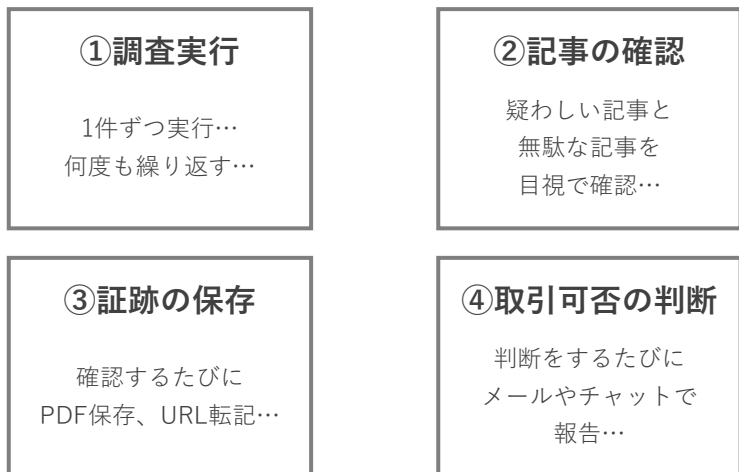 ①調査実行
1件ずつ実行…
何度も繰り返す…
②記事の確認
疑わしい記事と
無駄な記事を
目視で確認…
③証跡の保存
確認するたびに
PDF保存、URL転記…
④取引可否の判断
判断をするたびに
メールやチャットで
報告…